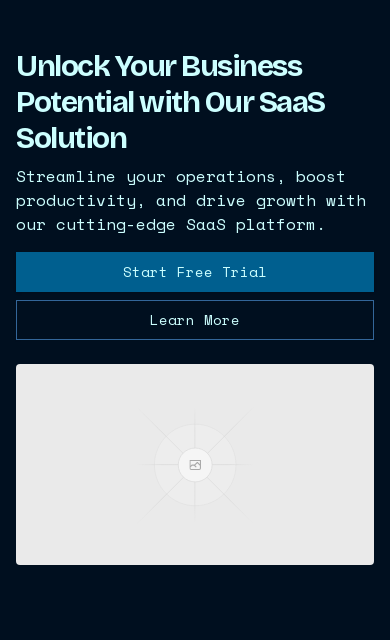 Unlock Your Business
Potential with Our SaaS
Solution
Streamline your operations, boost
productivity, and drive growth with
our cutting-edge SaaS platform.
Start Free Trial
Learn More